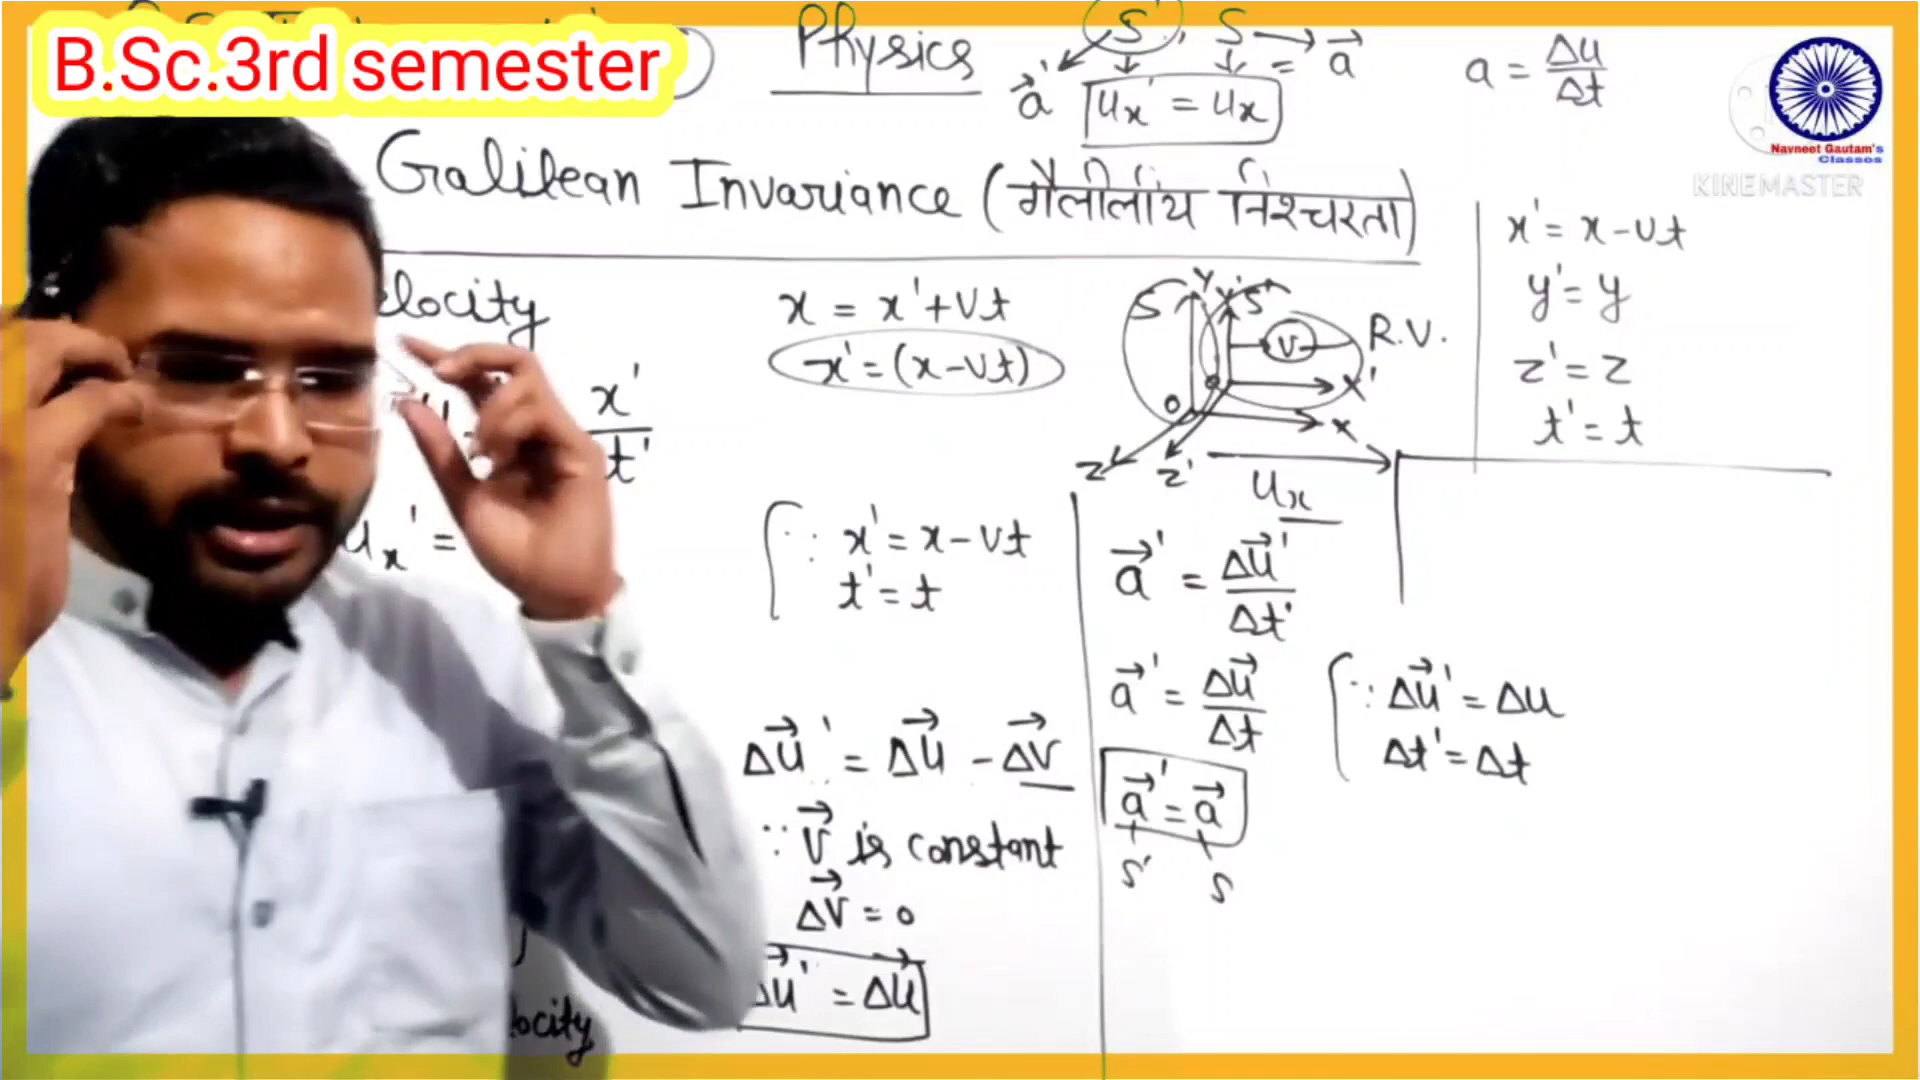 B.Sc.3rd semester
Physics
S', S → a⃗
a⃗'
ux' = ux
a = Δu/Δt
Navneet Gautam's
Classes
KINEMASTER
Galilean Invariance (गैलीलीय निश्चरता)
x' = x - vt
y' = y
z' = z
t' = t
elocity
x = x' + vt
x' = (x - vt)
x'/t'
S Y Y' S'
V R.V.
O O X'
X
Z Z'
ux
ux' =
∵ x' = x - vt
t' = t
a⃗' = Δu⃗'/Δt'
a⃗' = Δu⃗/Δt
∵ Δu⃗' = Δu
Δt' = Δt
Δu⃗' = Δu⃗ - Δv⃗
a⃗' = a⃗
S' S
∵ v⃗ is constant
Δv⃗ = 0
Δu⃗' = Δu⃗
locity